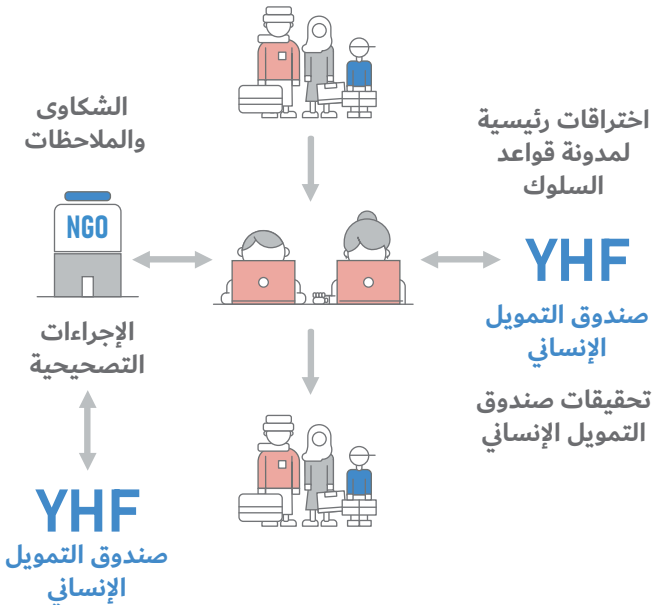 الشكاوى
والملاحظات
اختراقات رئيسية
لمدونة قواعد
السلوك
NGO
YHF
صندوق التمويل
الإنساني
الإجراءات
التصحيحية
تحقيقات صندوق
التمويل الإنساني
YHF
صندوق التمويل
الإنساني